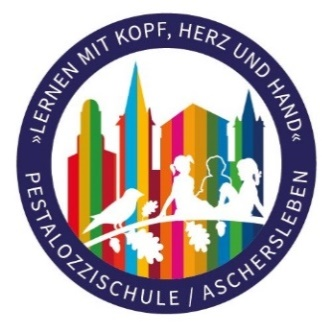 »LERNEN MIT KOPF, HERZ UND HAND«
PESTALOZZISCHULE / ASCHERSLEBEN